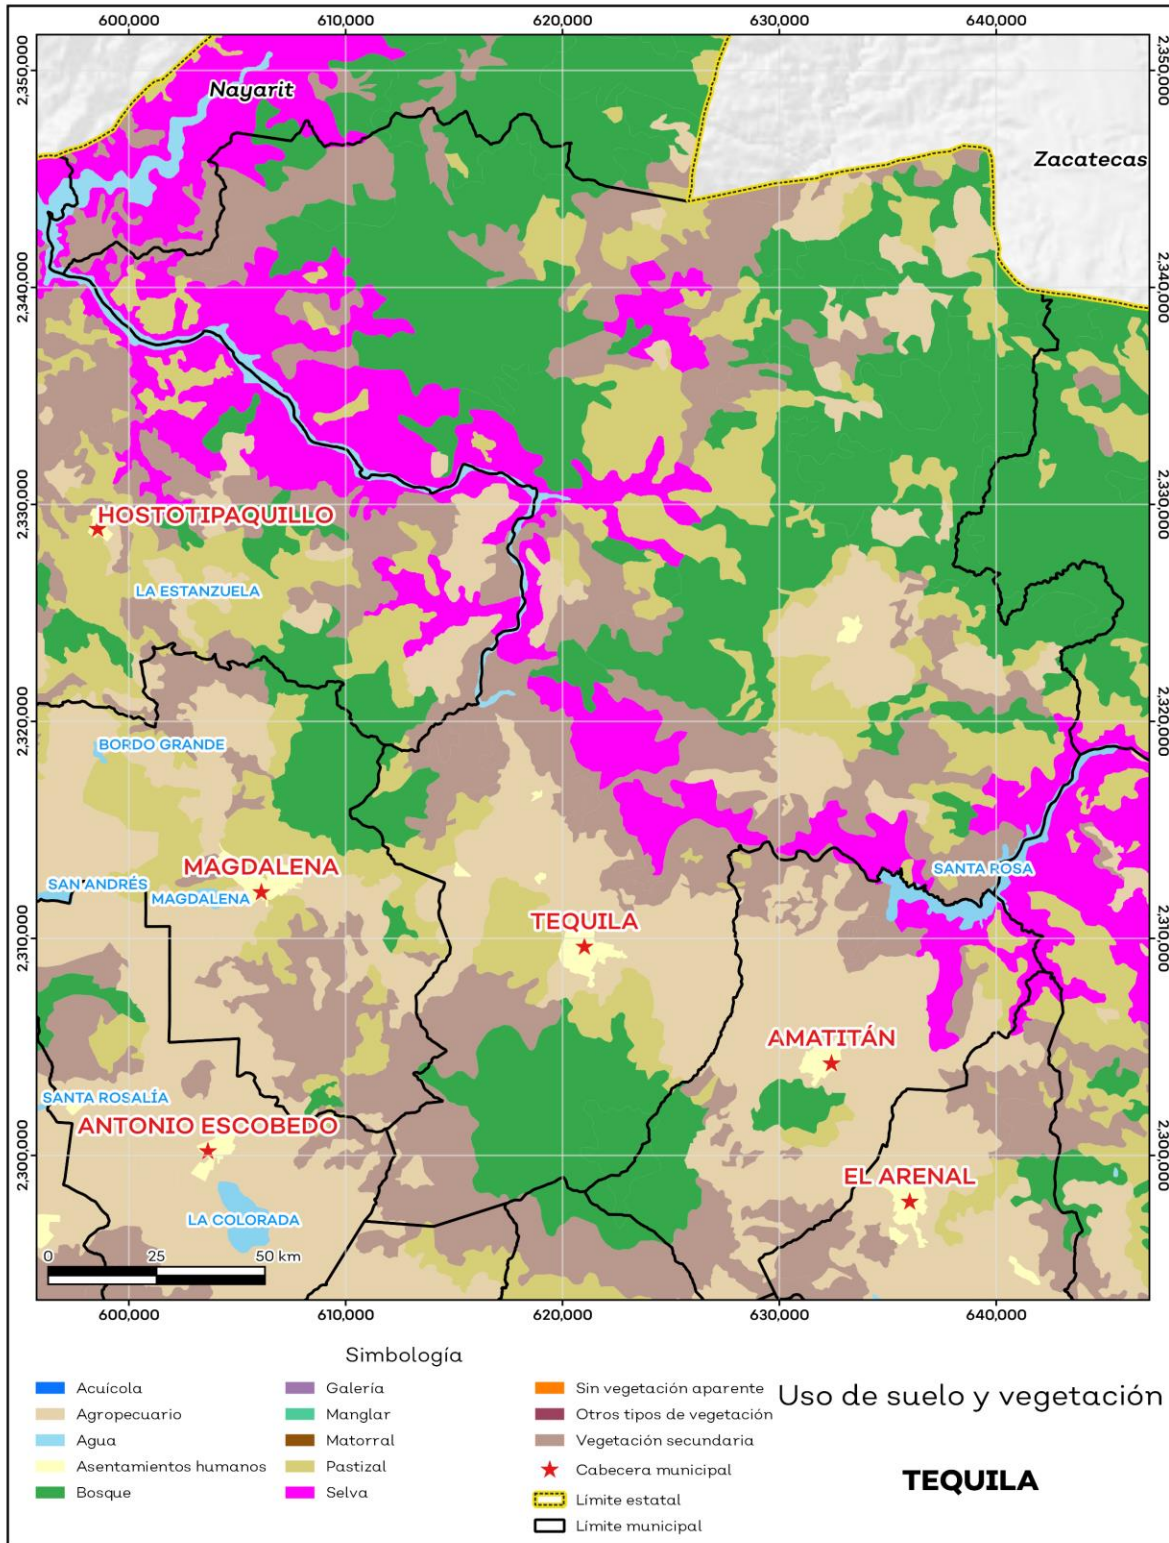 600,000 610,000 620,000 630,000 640,000
2,350,000 2,350,000
Nayarit
Zacatecas
2,340,000 2,340,000
2,330,000 2,330,000
HOSTOTIPAQUILLO
LA ESTANZUELA
2,320,000 2,320,000
BORDO GRANDE
MAGDALENA
SANTA ROSA
SAN ANDRÉS
MAGDALENA
TEQUILA
2,310,000 2,310,000
AMATITÁN
SANTA ROSALÍA
ANTONIO ESCOBEDO
2,300,000 2,300,000
EL ARENAL
LA COLORADA
0 25 50 km
600,000 610,000 620,000 630,000 640,000
Simbología
Acuícola
Agropecuario
Agua
Asentamientos humanos
Bosque
Galería
Manglar
Matorral
Pastizal
Selva
Sin vegetación aparente
Otros tipos de vegetación
Vegetación secundaria
Cabecera municipal
Límite estatal
Límite municipal
Uso de suelo y vegetación
TEQUILA